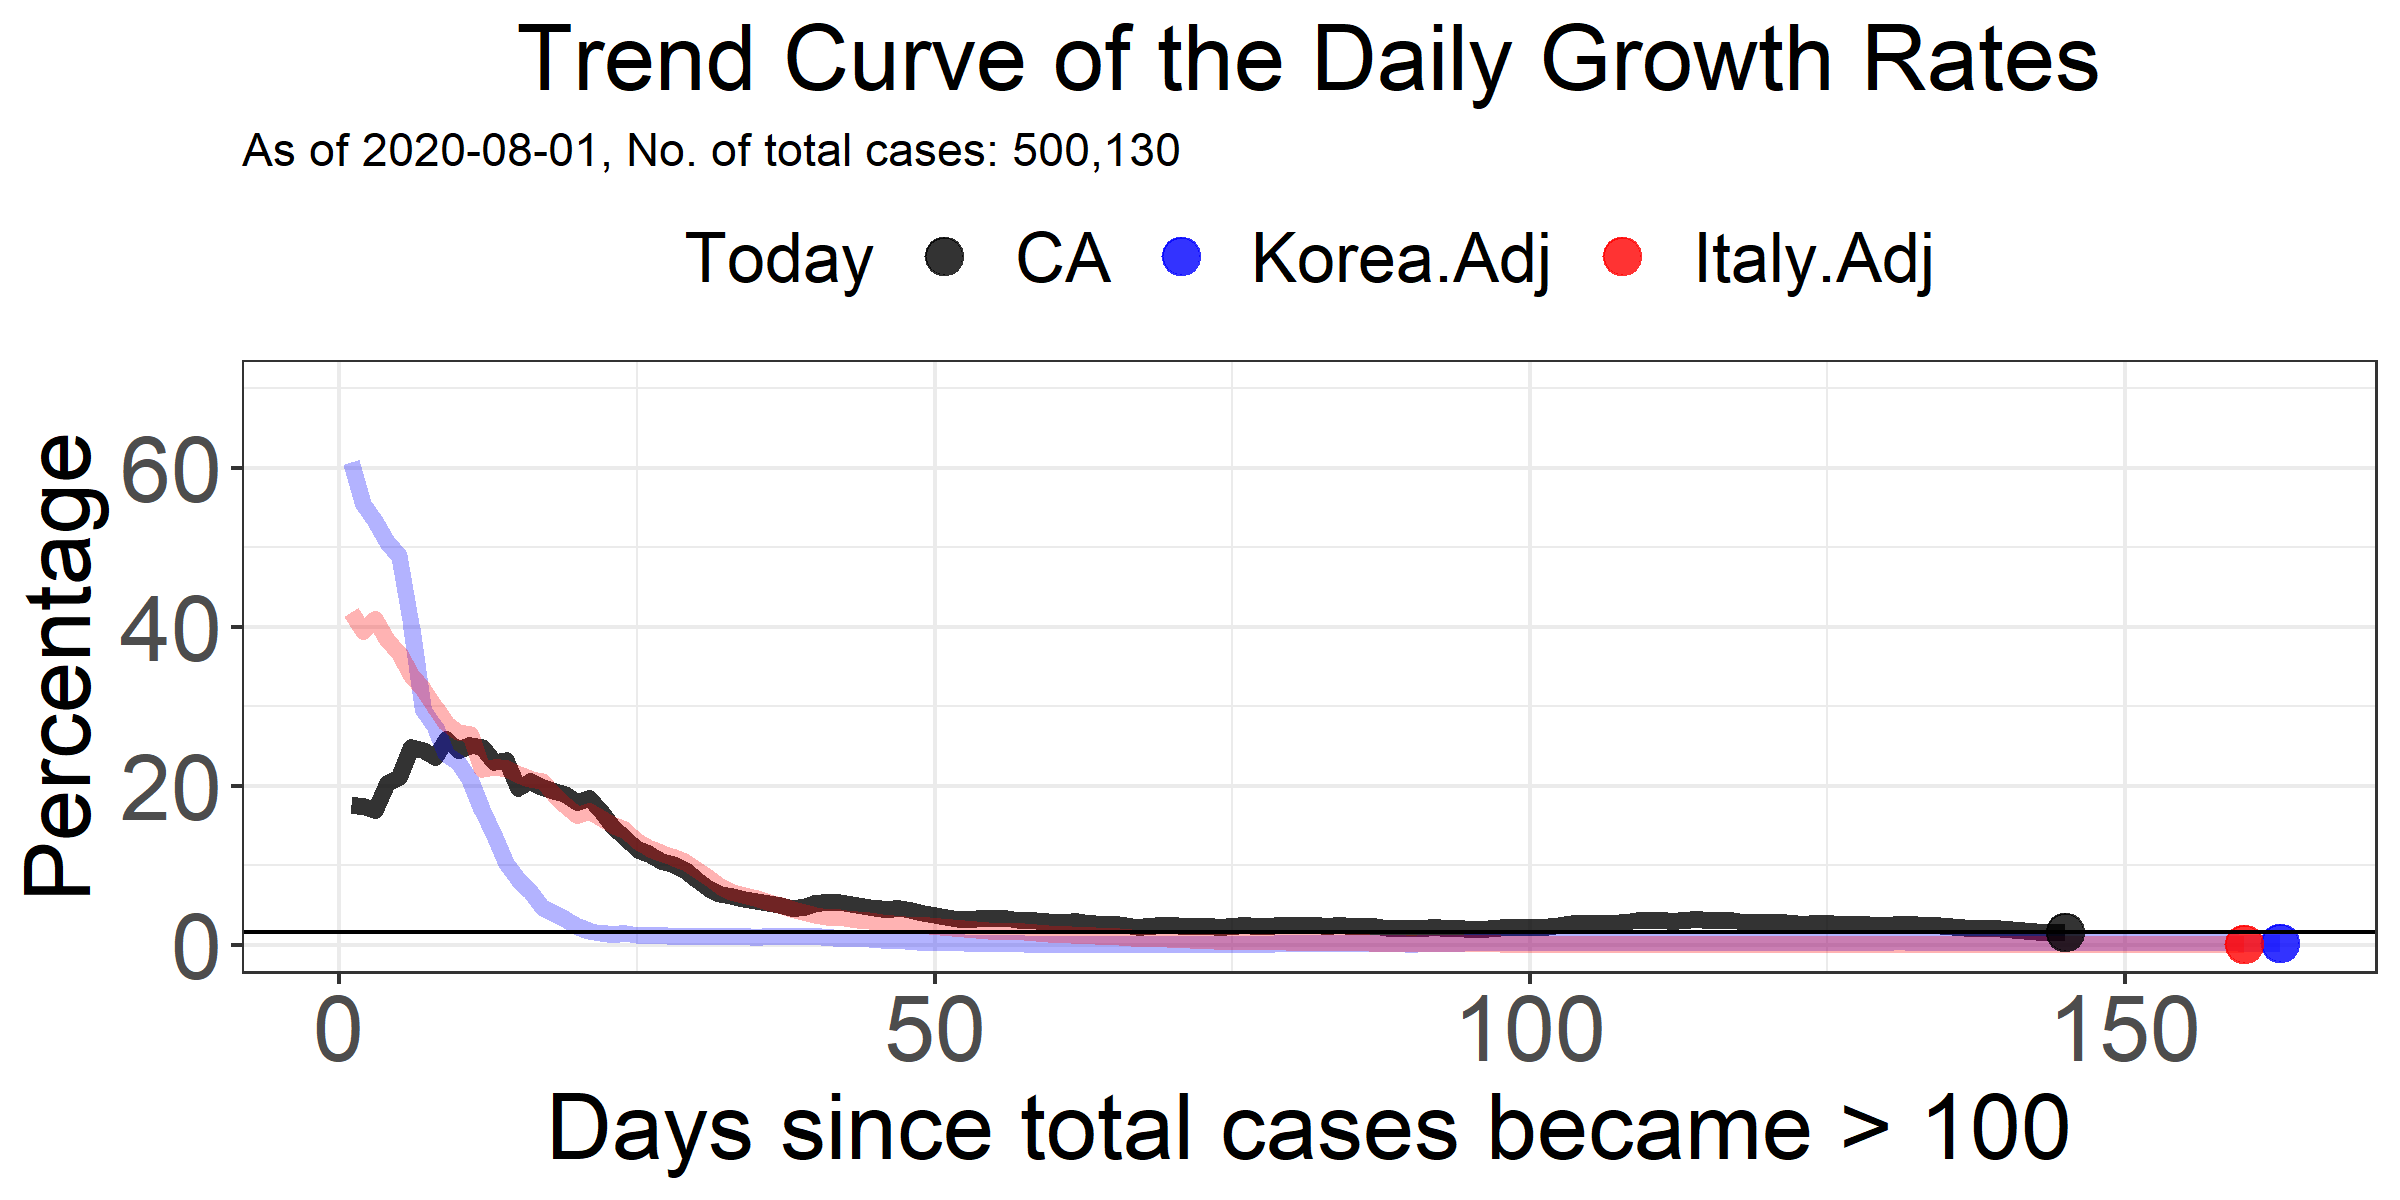 Trend Curve of the Daily Growth Rates
As of 2020-08-01, No. of total cases: 500,130
Today CA Korea.Adj Italy.Adj
Percentage
60
40
20
0
0 50 100 150
Days since total cases became > 100